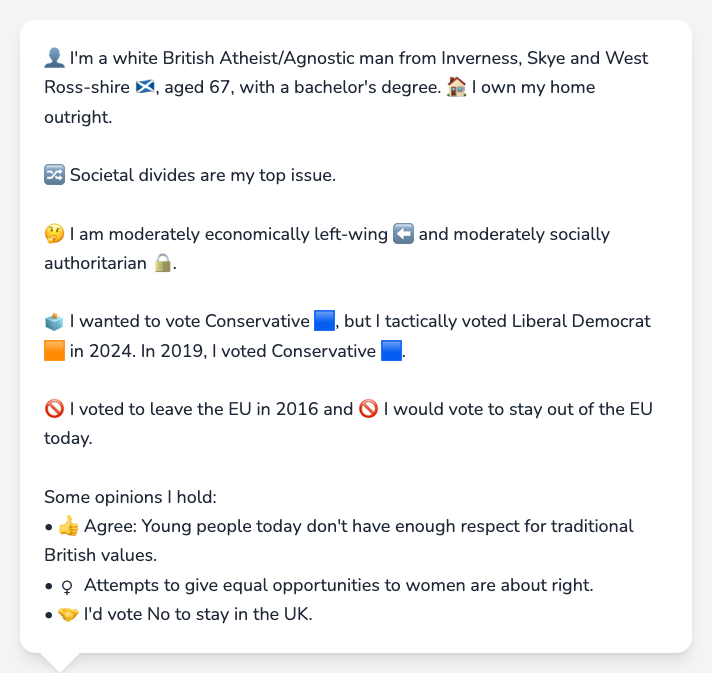 👤 I'm a white British Atheist/Agnostic man from Inverness, Skye and West
Ross-shire 🏴󠁧󠁢󠁳󠁣󠁴󠁿, aged 67, with a bachelor's degree. 🏠 I own my home
outright.
🔀 Societal divides are my top issue.
🤔 I am moderately economically left-wing ⬅️ and moderately socially
authoritarian 🔒.
🗳️ I wanted to vote Conservative 🟦, but I tactically voted Liberal Democrat
🟧 in 2024. In 2019, I voted Conservative 🟦.
🚫 I voted to leave the EU in 2016 and 🚫 I would vote to stay out of the EU
today.
Some opinions I hold:
• 👍 Agree: Young people today don't have enough respect for traditional
British values.
• ♀ Attempts to give equal opportunities to women are about right.
• 🤝 I'd vote No to stay in the UK.